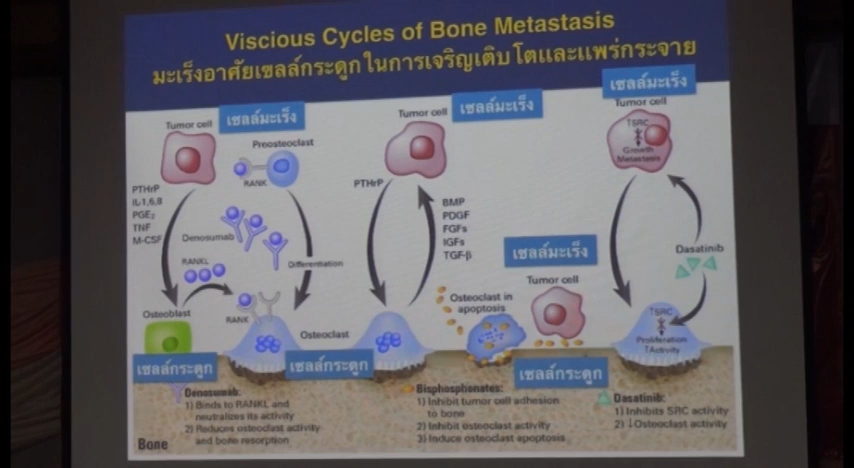 Viscious Cycles of Bone Metastasis
มะเร็งอาศัยเซลล์กระดูกในการเจริญเติบโตและแพร่กระจาย
เซลล์มะเร็ง
Tumor cell
Preosteoclast
RANK
PTHrP
IL-1,6,8
PGE₂
TNF
M-CSF
Denosumab
RANKL
Differentiation
Osteoblast
RANK
Osteoclast
เซลล์กระดูก
เซลล์กระดูก
Tumor cell
เซลล์มะเร็ง
PTHrP
BMP
PDGF
FGFs
IGFs
TGF-β
เซลล์มะเร็ง
Tumor cell
Osteoclast in
apoptosis
เซลล์กระดูก
เซลล์มะเร็ง
Tumor cell
↑SRC
Growth
Metastasis
Dasatinib
↑SRC
Proliferation
↑Activity
Denosumab:
1) Binds to RANKL and
neutralizes its activity
2) Reduces osteoclast activity
and bone resorption
Bisphosphonates:
1) Inhibit tumor cell adhesion
to bone
2) Inhibit osteoclast activity
3) Induce osteoclast apoptosis
Dasatinib:
1) Inhibits SRC activity
2) ↓Osteoclast activity
Bone